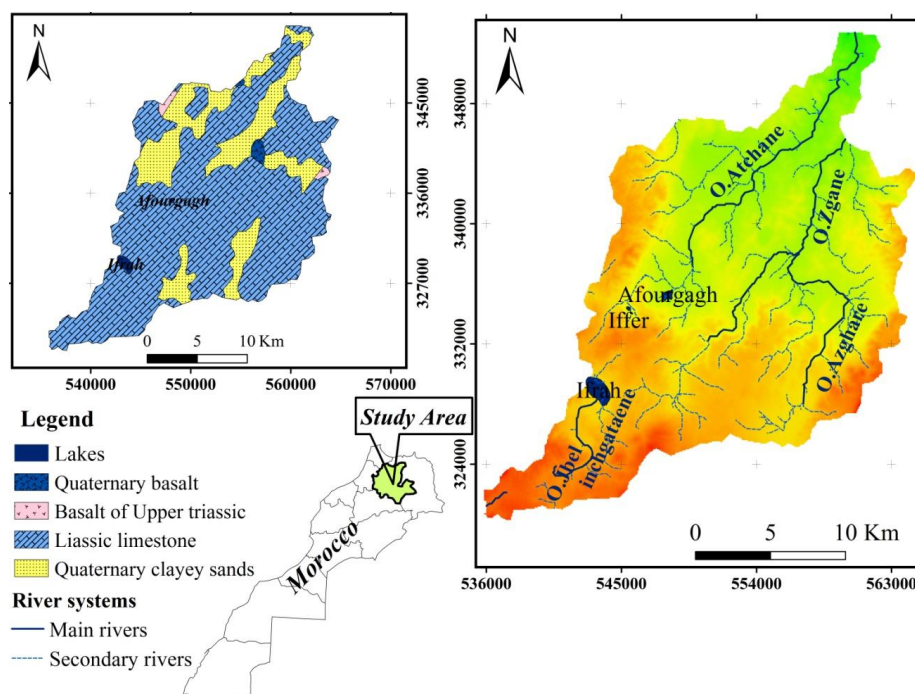 N
345000
336000
327000
Afourgagh
Ifrah
0 5 10 Km
540000 550000 560000 570000
Legend
Lakes
Quaternary basalt
Basalt of Upper triassic
Liassic limestone
Quaternary clayey sands
River systems
Main rivers
Secondary rivers
Study Area
Morocco
N
348000
340000
332000
324000
O.Atchane
O.Zgane
Afourgagh
Iffer
O.Azghare
Ifrah
O.Jbel
inchgataene
0 5 10 Km
536000 545000 554000 563000